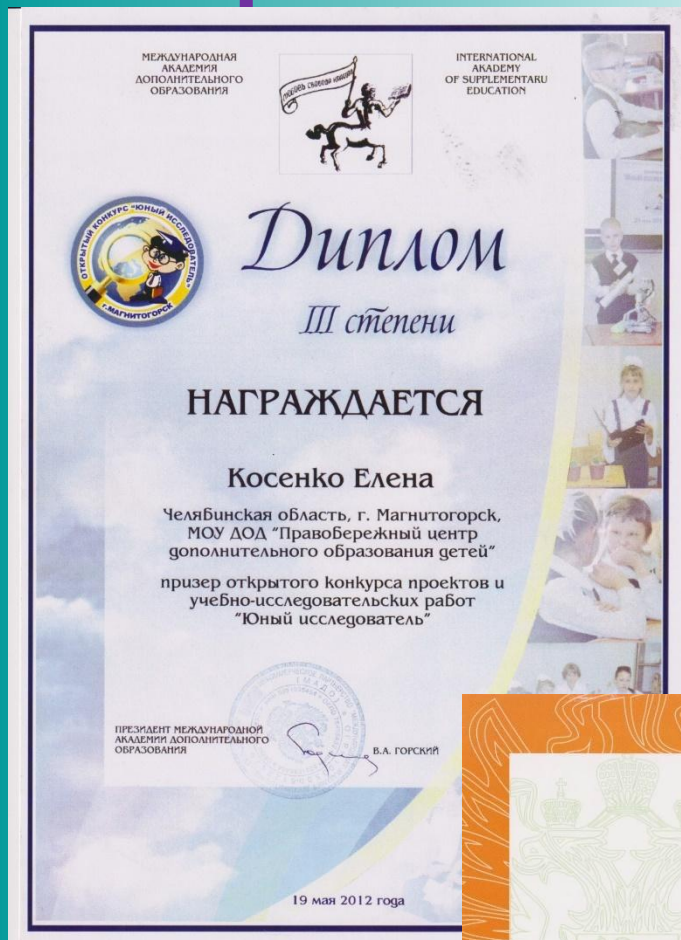 МЕЖДУНАРОДНАЯ
АКАДЕМИЯ
ДОПОЛНИТЕЛЬНОГО
ОБРАЗОВАНИЯ
INTERNATIONAL
AKADEMY
OF SUPPLEMENTARU
EDUCATION
ОТКРЫТЫЙ КОНКУРС "ЮНЫЙ ИССЛЕДОВАТЕЛЬ"
г.МАГНИТОГОРСК
Диплом
III степени
НАГРАЖДАЕТСЯ
Косенко Елена
Челябинская область, г. Магнитогорск,
МОУ ДОД "Правобережный центр
дополнительного образования детей"
призер открытого конкурса проектов и
учебно-исследовательских работ
"Юный исследователь"
ПРЕЗИДЕНТ МЕЖДУНАРОДНОЙ
АКАДЕМИИ ДОПОЛНИТЕЛЬНОГО
ОБРАЗОВАНИЯ
В.А. ГОРСКИЙ
19 мая 2012 года